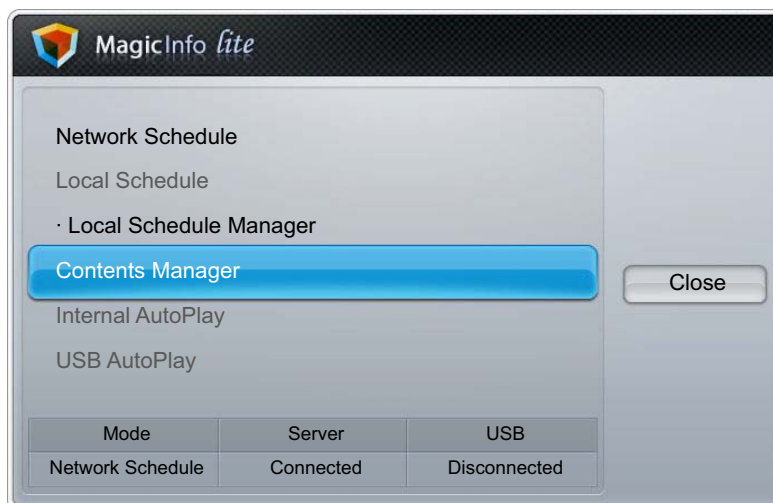 MagicInfo lite
Network Schedule
Local Schedule
· Local Schedule Manager
Contents Manager
Close
Internal AutoPlay
USB AutoPlay
Mode Server USB
Network Schedule Connected Disconnected